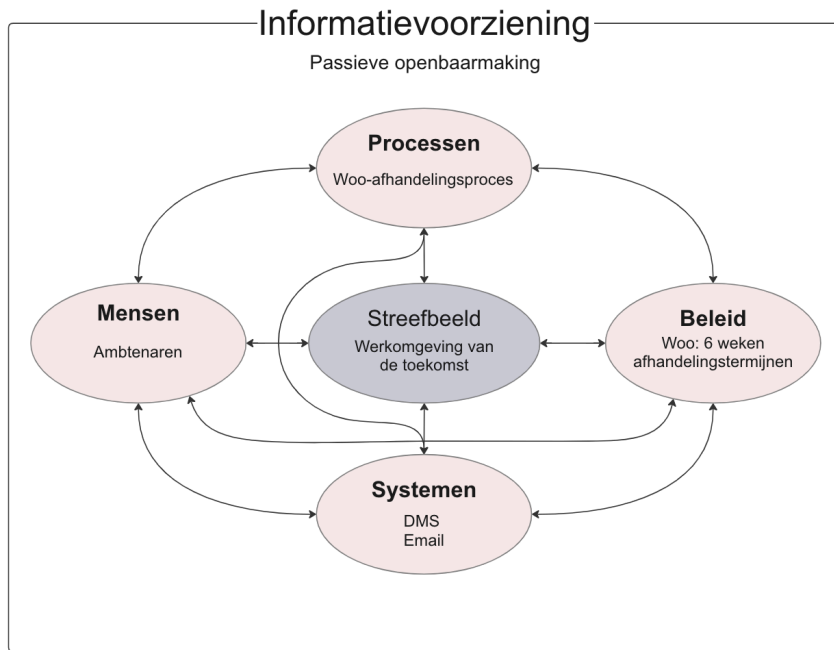 Informatievoorziening
Passieve openbaarmaking
Processen
Woo-afhandelingsproces
Mensen
Ambtenaren
Streefbeeld
Werkomgeving van
de toekomst
Beleid
Woo: 6 weken
afhandelingstermijnen
Systemen
DMS
Email